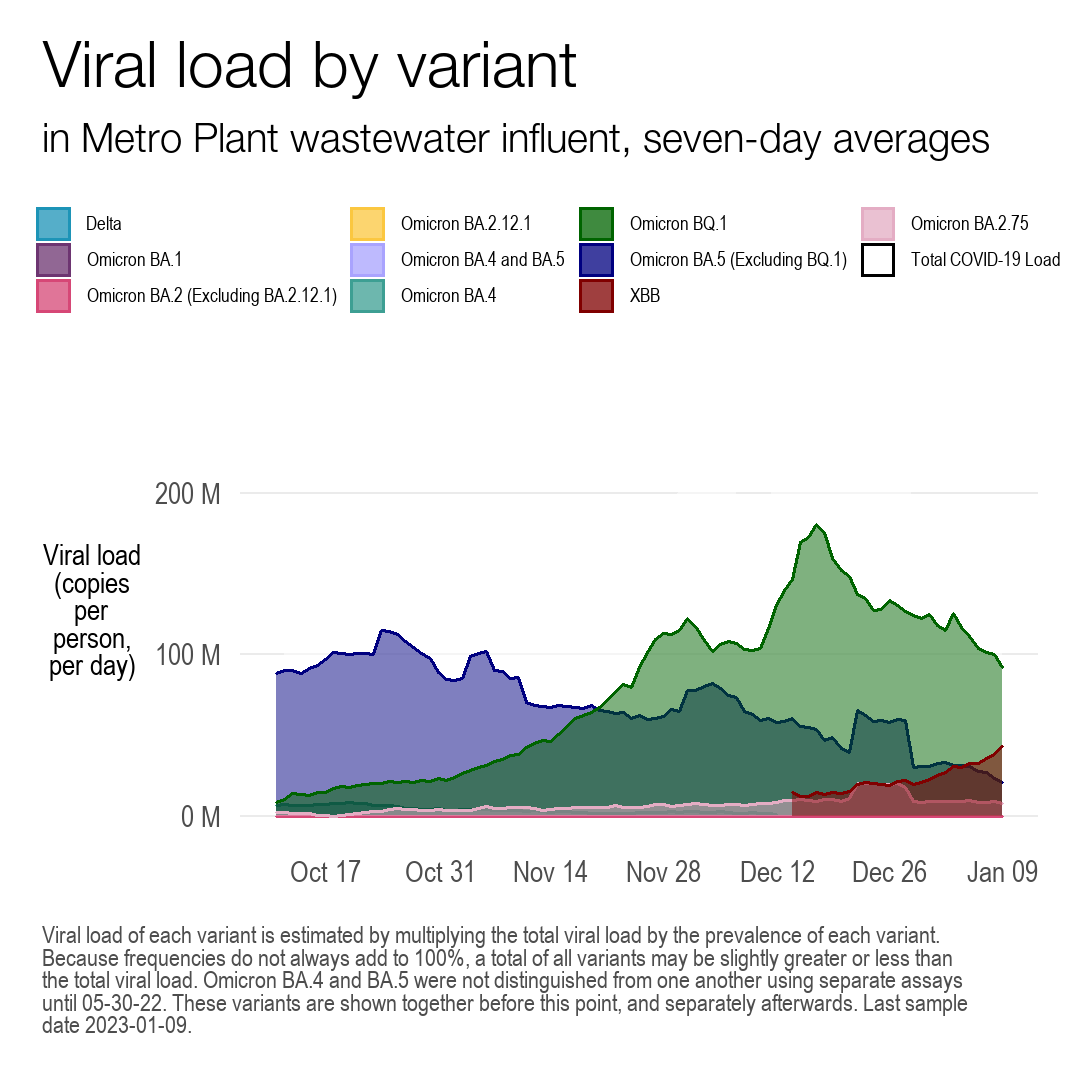 Viral load by variant
in Metro Plant wastewater influent, seven-day averages
Delta
Omicron BA.1
Omicron BA.2 (Excluding BA.2.12.1)
Omicron BA.2.12.1
Omicron BA.4 and BA.5
Omicron BA.4
Omicron BQ.1
Omicron BA.5 (Excluding BQ.1)
XBB
Omicron BA.2.75
Total COVID-19 Load
200 M
100 M
0 M
Viral load
(copies
per
person,
per day)
Oct 17
Oct 31
Nov 14
Nov 28
Dec 12
Dec 26
Jan 09
Viral load of each variant is estimated by multiplying the total viral load by the prevalence of each variant.
Because frequencies do not always add to 100%, a total of all variants may be slightly greater or less than
the total viral load. Omicron BA.4 and BA.5 were not distinguished from one another using separate assays
until 05-30-22. These variants are shown together before this point, and separately afterwards. Last sample
date 2023-01-09.